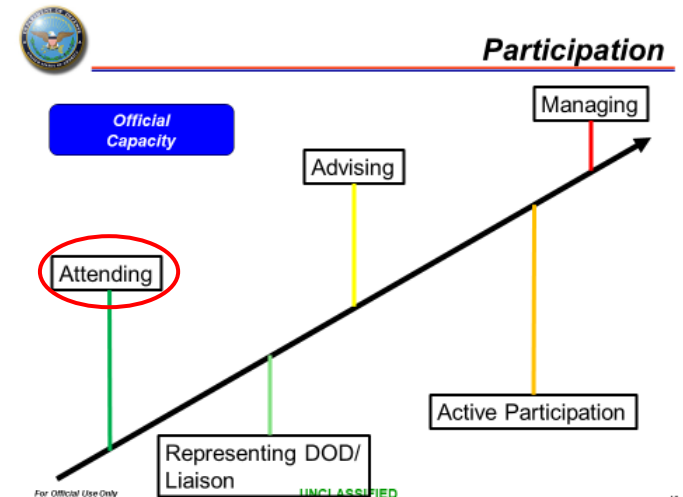 Participation
Official
Capacity
Managing
Advising
Attending
Active Participation
Representing DOD/
Liaison
For Official Use Only
UNCLASSIFIED